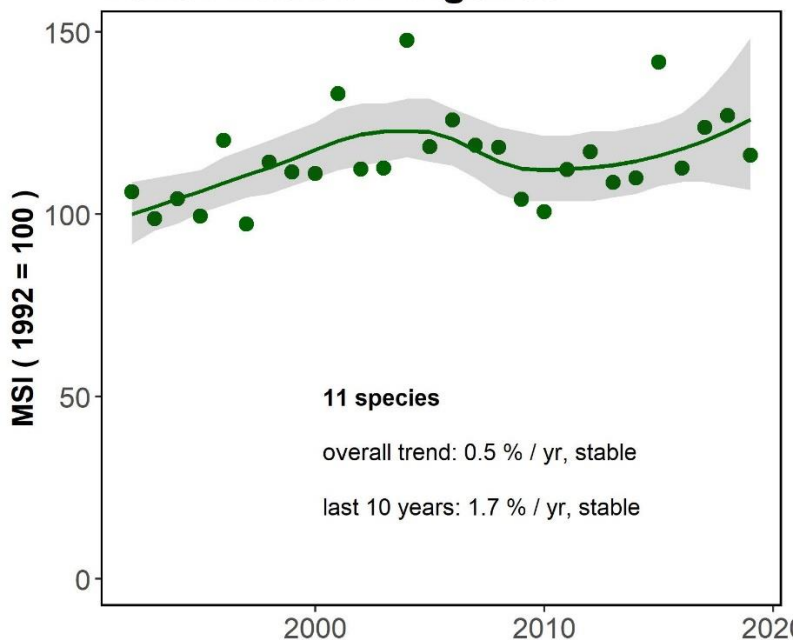 150
100
50
0
MSI ( 1992 = 100 )
11 species
overall trend: 0.5 % / yr, stable
last 10 years: 1.7 % / yr, stable
2000
2010
2020